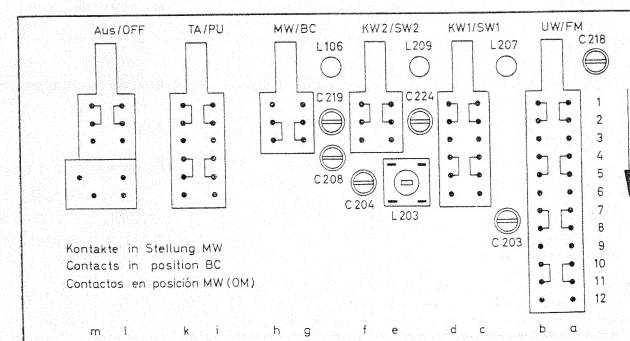 Aus/OFF TA/PU MW/BC KW2/SW2 KW1/SW1 UW/FM
C218
L106 L209 L207
C219 C224
1
2
3
4
5
6
7
8
9
10
11
12
C208
C204 L203
C203
Kontakte in Stellung MW
Contacts in position BC
Contactos en posición MW (OM)
m l k i h g f e d c b a